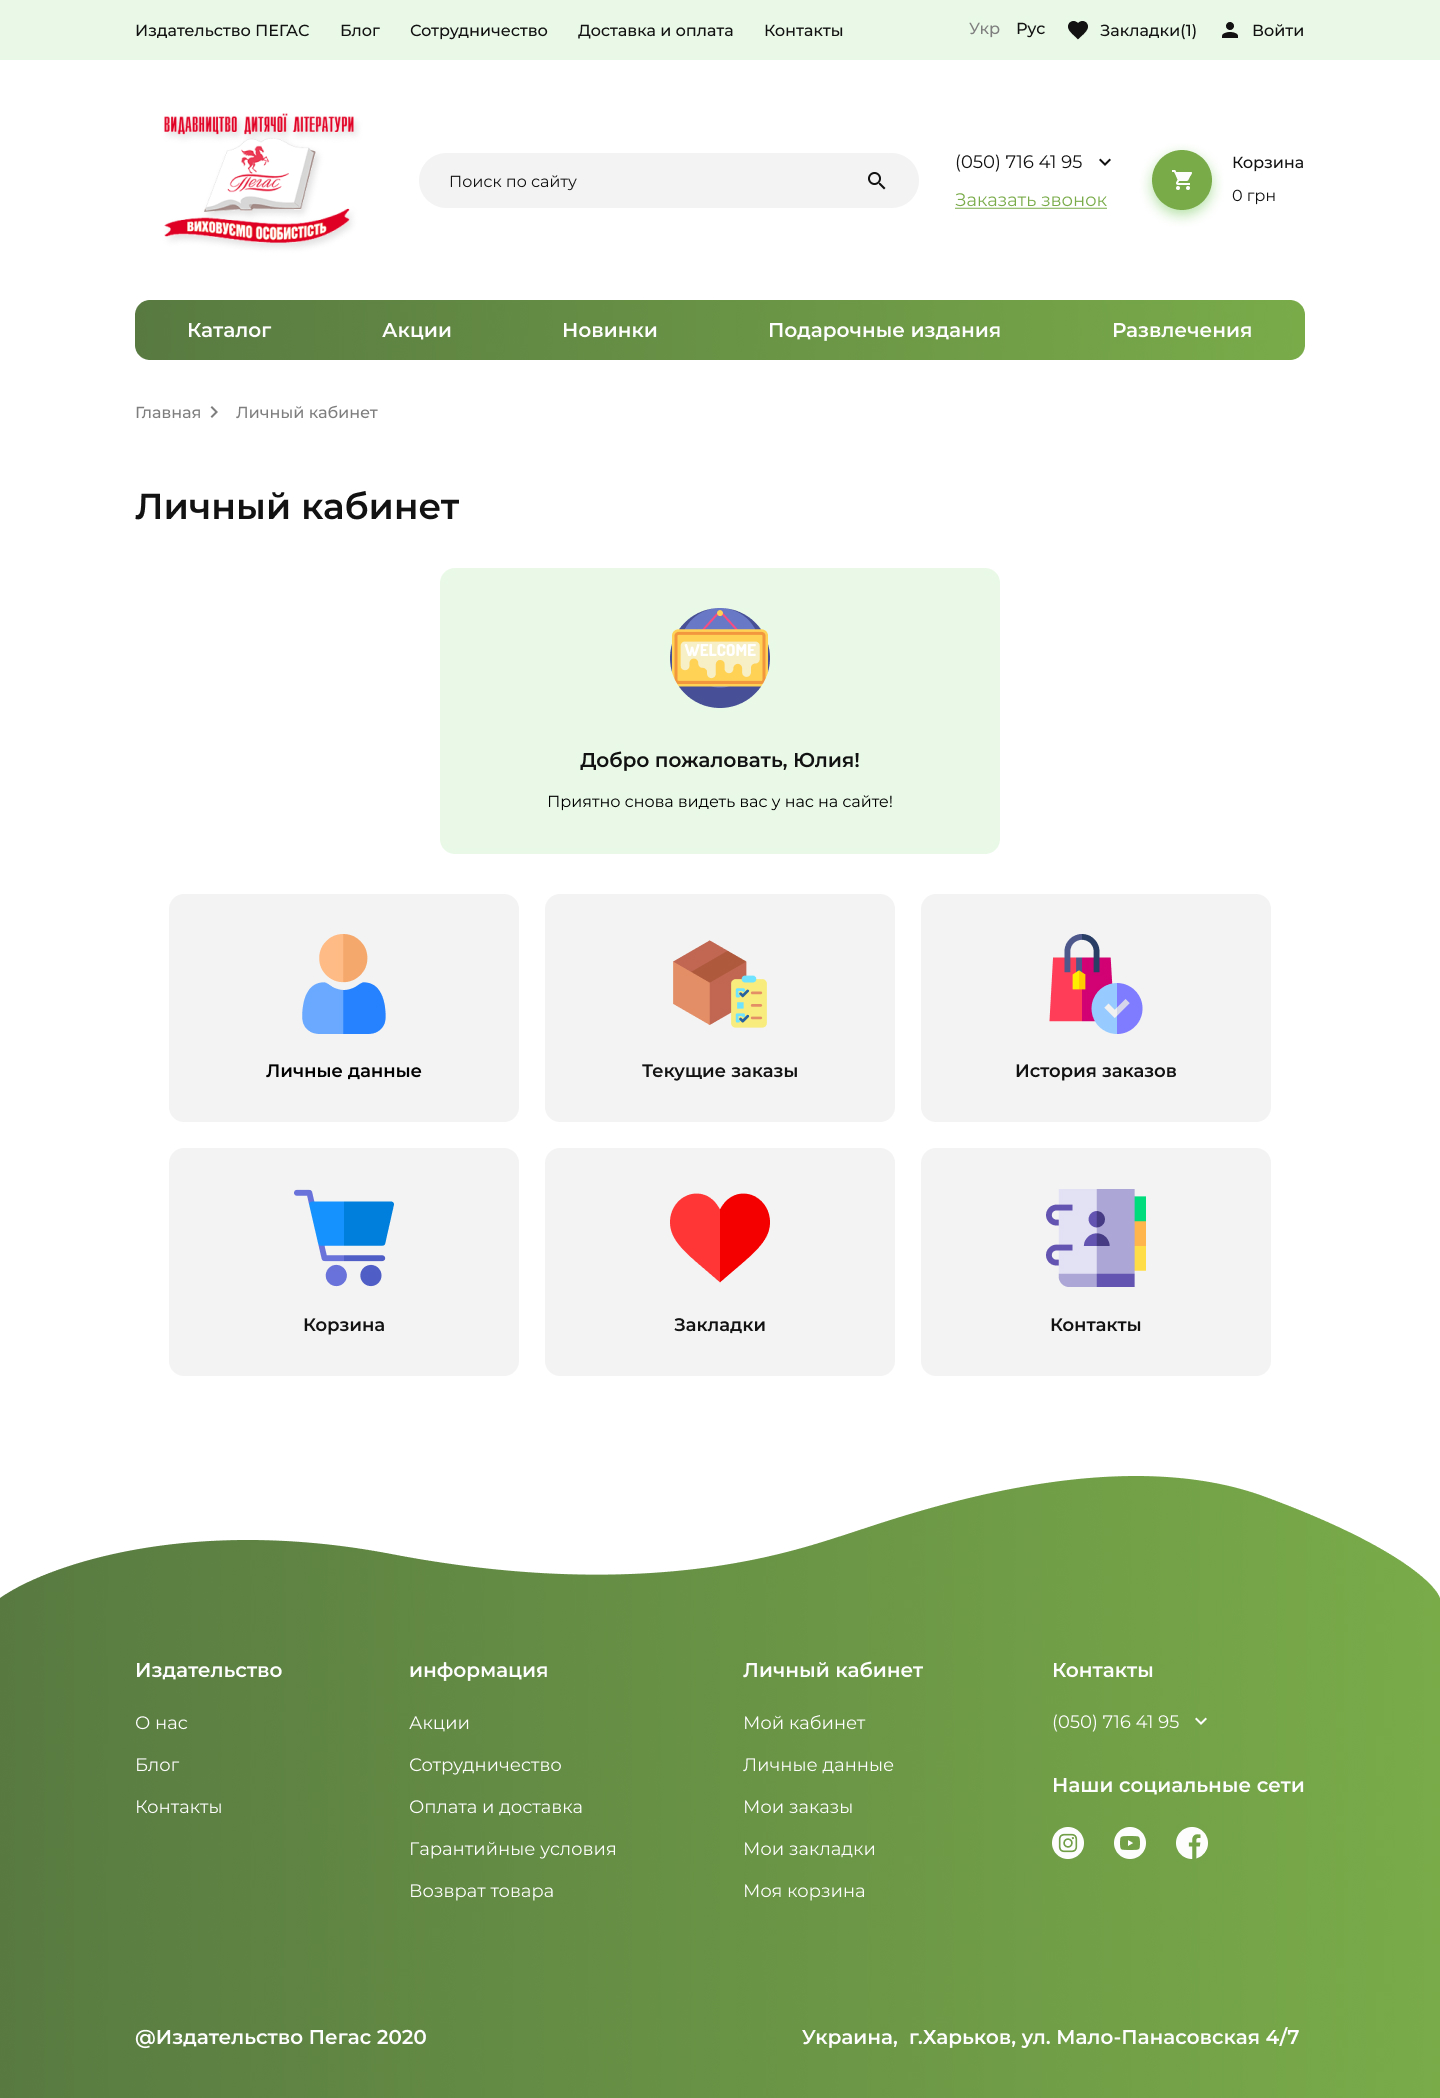 Издательство ПЕГАС Блог Сотрудничество Доставка и оплата Контакты Укр Рус Закладки(1) Войти
ВИДАВНИЦТВО ДИТЯЧОЇ ЛІТЕРАТУРИ
Пегас
ВИХОВУЄМО ОСОБИСТІСТЬ
Поиск по сайту
(050) 716 41 95
Заказать звонок
Корзина
0 грн
Каталог Акции Новинки Подарочные издания Развлечения
Главная Личный кабинет
Личный кабинет
WELCOME
Добро пожаловать, Юлия!
Приятно снова видеть вас у нас на сайте!
Личные данные Текущие заказы История заказов
Корзина Закладки Контакты
Издательство
О нас
Блог
Контакты
информация
Акции
Сотрудничество
Оплата и доставка
Гарантийные условия
Возврат товара
Личный кабинет
Мой кабинет
Личные данные
Мои заказы
Мои закладки
Моя корзина
Контакты
(050) 716 41 95
Наши социальные сети
@Издательство Пегас 2020
Украина,  г.Харьков, ул. Мало-Панасовская 4/7